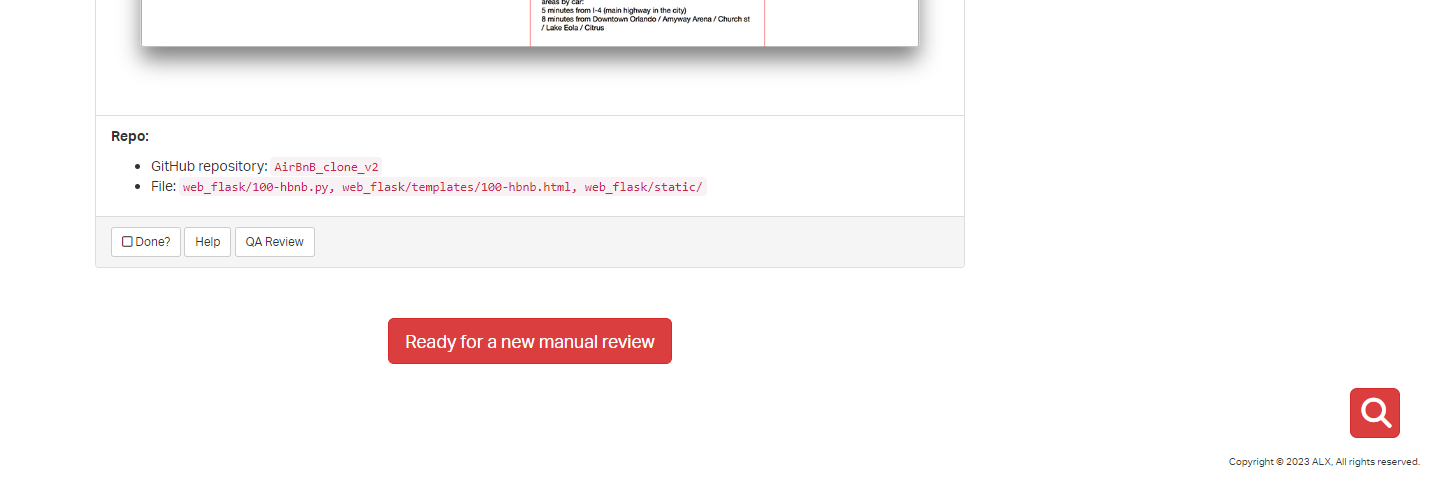 areas by car:
5 minutes from I-4 (main highway in the city)
8 minutes from Downtown Orlando / Amyway Arena / Church st
/ Lake Eola / Citrus
Repo:
GitHub repository: AirBnB_clone_v2
File: web_flask/100-hbnb.py, web_flask/templates/100-hbnb.html, web_flask/static/
Done? Help QA Review
Ready for a new manual review
Copyright © 2023 ALX, All rights reserved.